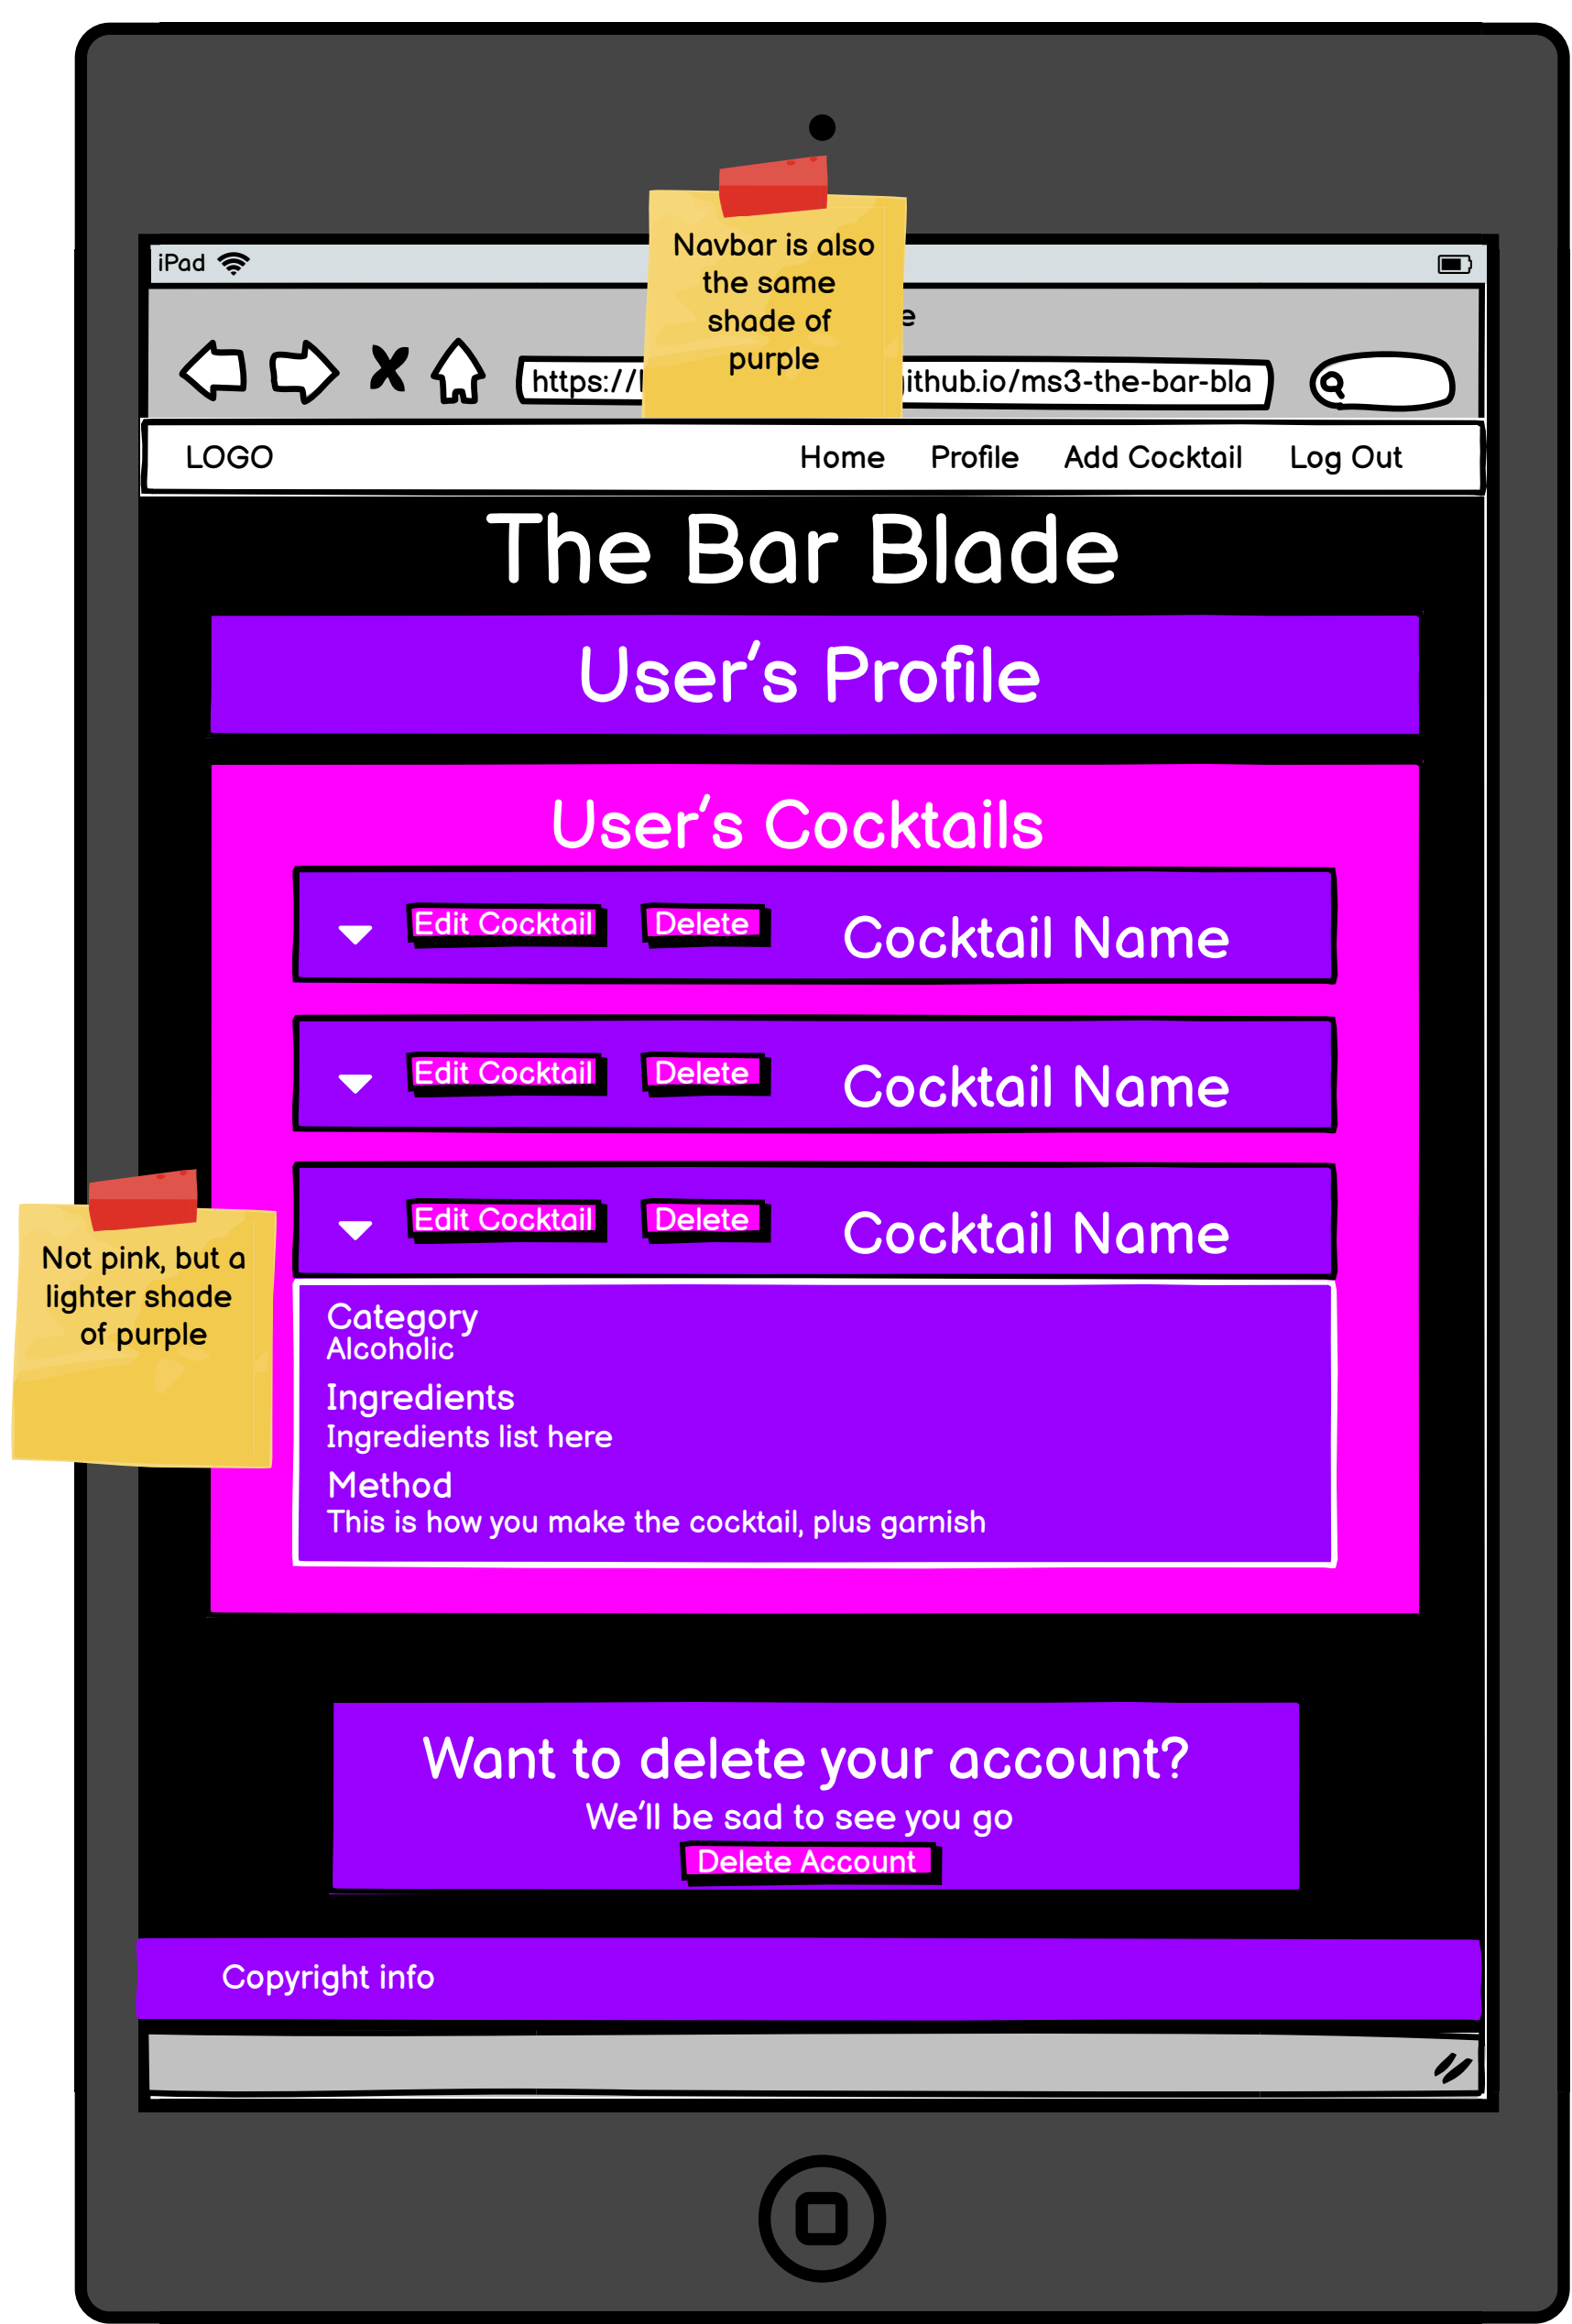 Navbar is also
the same
shade of
purple
iPad
https://
github.io/ms3-the-bar-bla
LOGO Home Profile Add Cocktail Log Out
The Bar Blade
User's Profile
User's Cocktails
Edit Cocktail Delete Cocktail Name
Edit Cocktail Delete Cocktail Name
Edit Cocktail Delete Cocktail Name
Not pink, but a
lighter shade
of purple
Category
Alcoholic
Ingredients
Ingredients list here
Method
This is how you make the cocktail, plus garnish
Want to delete your account?
We'll be sad to see you go
Delete Account
Copyright info